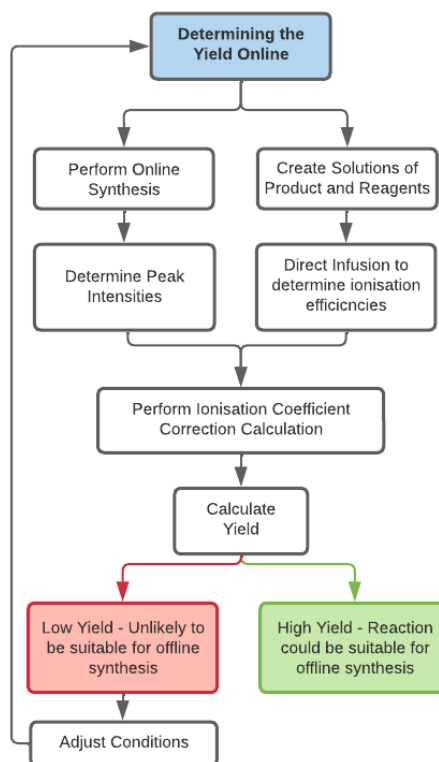 Determining the
Yield Online
Perform Online
Synthesis
Create Solutions of
Product and Reagents
Determine Peak
Intensities
Direct Infusion to
determine ionisation
efficicncies
Perform Ionisation Coefficient
Correction Calculation
Calculate
Yield
Low Yield - Unlikely to
be suitable for offline
synthesis
High Yield - Reaction
could be suitable for
offline synthesis
Adjust Conditions